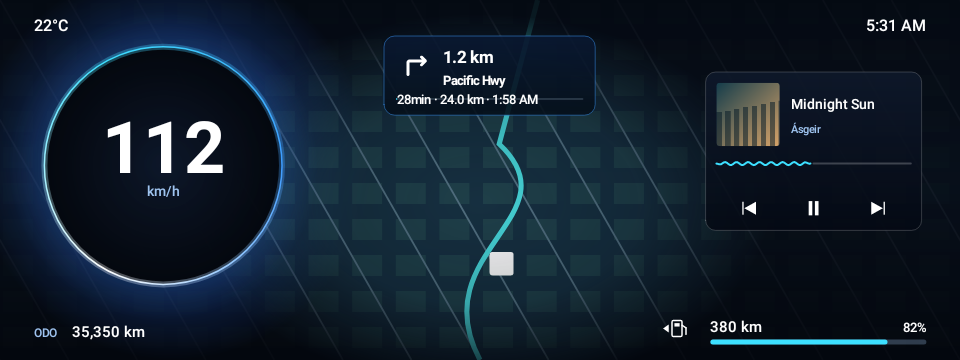 22°C
5:31 AM
1.2 km
Pacific Hwy
28min · 24.0 km · 1:58 AM
112
km/h
Midnight Sun
Ásgeir
ODO 35,350 km
380 km 82%